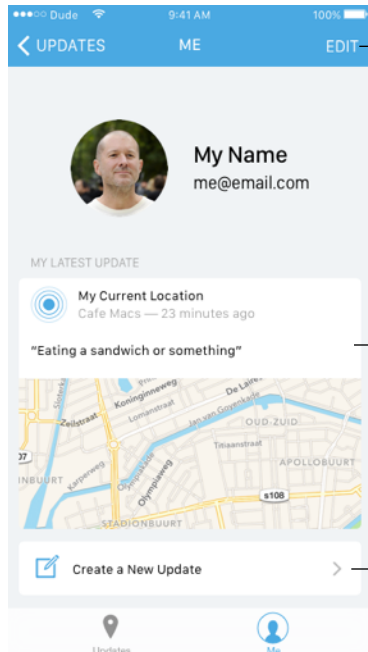 Dude 9:41 AM 100%
UPDATES ME EDIT
My Name
me@email.com
MY LATEST UPDATE
My Current Location
Cafe Macs — 23 minutes ago
“Eating a sandwich or something”
Koninginneweg
De Lairesse
Zeilstraat
Lomanstraat
Jan van Goyenkade
OUD-ZUID
Titiaanstraat
APOLLOBUURT
Karperweg
Olympiakade
Olympiaweg
s108
STADIONBUURT
Create a New Update
Updates Me